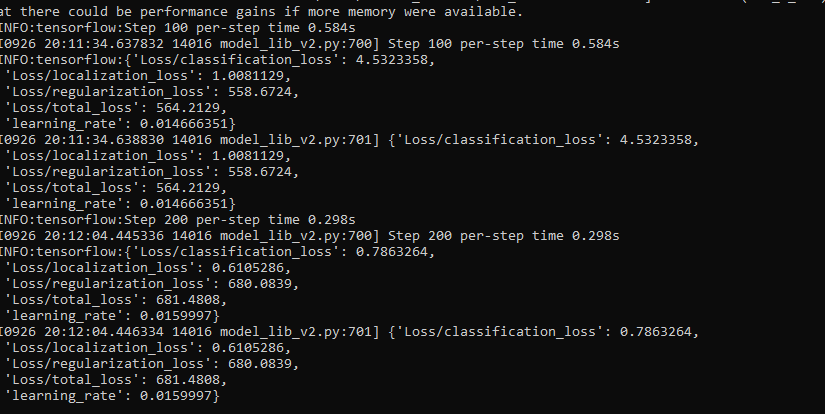 at there could be performance gains if more memory were available.
INFO:tensorflow:Step 100 per-step time 0.584s
I0926 20:11:34.637832 14016 model_lib_v2.py:700] Step 100 per-step time 0.584s
INFO:tensorflow:{'Loss/classification_loss': 4.5323358,
'Loss/localization_loss': 1.0081129,
'Loss/regularization_loss': 558.6724,
'Loss/total_loss': 564.2129,
'learning_rate': 0.014666351}
I0926 20:11:34.638830 14016 model_lib_v2.py:701] {'Loss/classification_loss': 4.5323358,
'Loss/localization_loss': 1.0081129,
'Loss/regularization_loss': 558.6724,
'Loss/total_loss': 564.2129,
'learning_rate': 0.014666351}
INFO:tensorflow:Step 200 per-step time 0.298s
I0926 20:12:04.445336 14016 model_lib_v2.py:700] Step 200 per-step time 0.298s
INFO:tensorflow:{'Loss/classification_loss': 0.7863264,
'Loss/localization_loss': 0.6105286,
'Loss/regularization_loss': 680.0839,
'Loss/total_loss': 681.4808,
'learning_rate': 0.0159997}
I0926 20:12:04.446334 14016 model_lib_v2.py:701] {'Loss/classification_loss': 0.7863264,
'Loss/localization_loss': 0.6105286,
'Loss/regularization_loss': 680.0839,
'Loss/total_loss': 681.4808,
'learning_rate': 0.0159997}